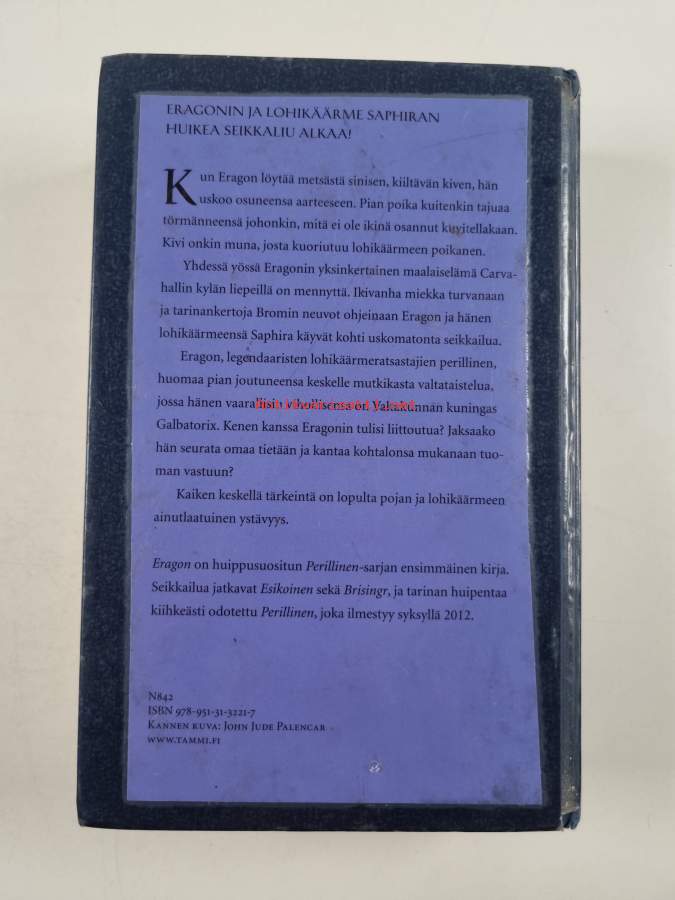 ERAGONIN JA LOHIKÄÄRME SAPHIRAN
HUIKEA SEIKKALIU ALKAA!
Kun Eragon löytää metsästä sinisen, kiiltävän kiven, hän
uskoo osuneensa aarteeseen. Pian poika kuitenkin tajuaa
törmänneensä johonkin, mitä ei ole ikinä osannut kuvitellakaan.
Kivi onkin muna, josta kuoriutuu lohikäärmeen poikanen.
Yhdessä yössä Eragonin yksinkertainen maalaiselämä Carva-
hallin kylän liepeillä on mennyttä. Ikivanha miekka turvanaan
ja tarinankertoja Bromin neuvot ohjeinaan Eragon ja hänen
lohikäärmeensä Saphira käyvät kohti uskomatonta seikkailua.
Eragon, legendaaristen lohikäärmeratsastajien perillinen,
huomaa pian joutuneensa keskelle mutkikasta valtataistelua,
jossa hänen vaarallisin vihollisensa on Valtakunnan kuningas
Galbatorix. Kenen kanssa Eragonin tulisi liittoutua? Jaksaako
hän seurata omaa tietään ja kantaa kohtalonsa mukanaan tuo-
man vastuun?
Kaiken keskellä tärkeintä on lopulta pojan ja lohikäärmeen
ainutlaatuinen ystävyys.
Eragon on huippusuositun Perillinen-sarjan ensimmäinen kirja.
Seikkailua jatkavat Esikoinen sekä Brisingr, ja tarinan huipentaa
kiihkeästi odotettu Perillinen, joka ilmestyy syksyllä 2012.
N842
ISBN 978-951-31-3221-7
KANNEN KUVA: JOHN JUDE PALENCAR
WWW.TAMMI.FI